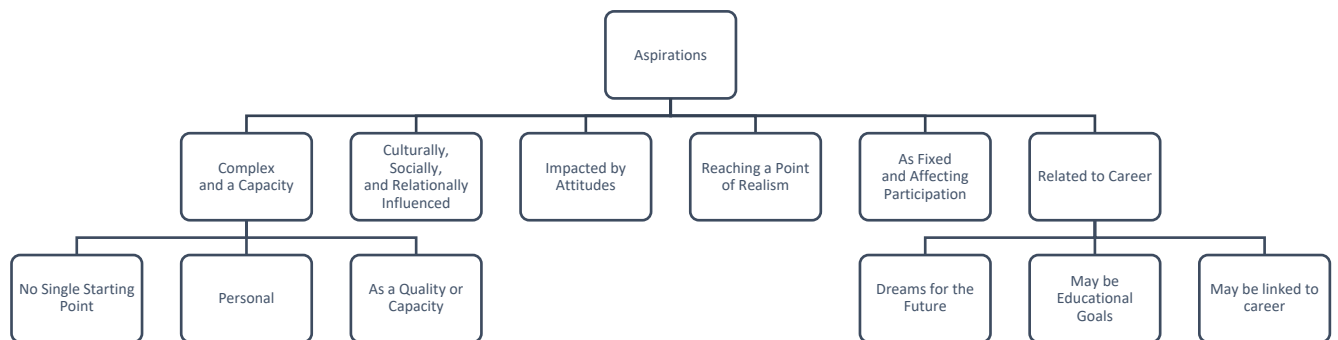 Aspirations
Complex
and a Capacity
Culturally,
Socially,
and Relationally
Influenced
Impacted by
Attitudes
Reaching a Point
of Realism
As Fixed
and Affecting
Participation
Related to Career
No Single Starting
Point
Personal
As a Quality or
Capacity
Dreams for the
Future
May be
Educational
Goals
May be linked to
career